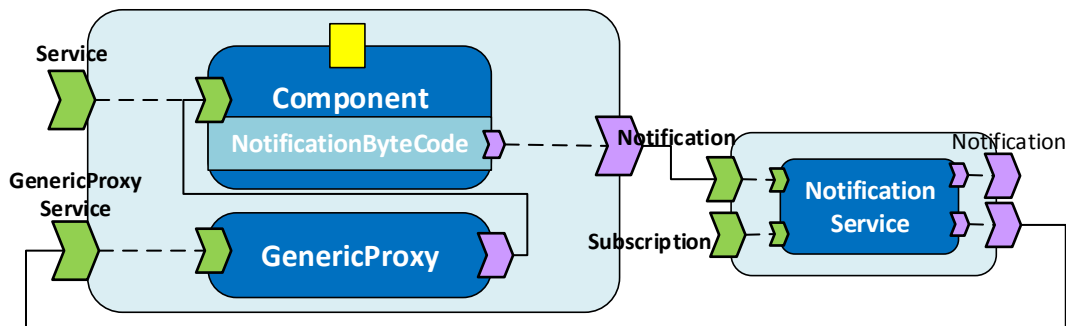 Service
Component
NotificationByteCode
GenericProxy
Service
GenericProxy
Notification
Subscription
Notification
Service
Notification